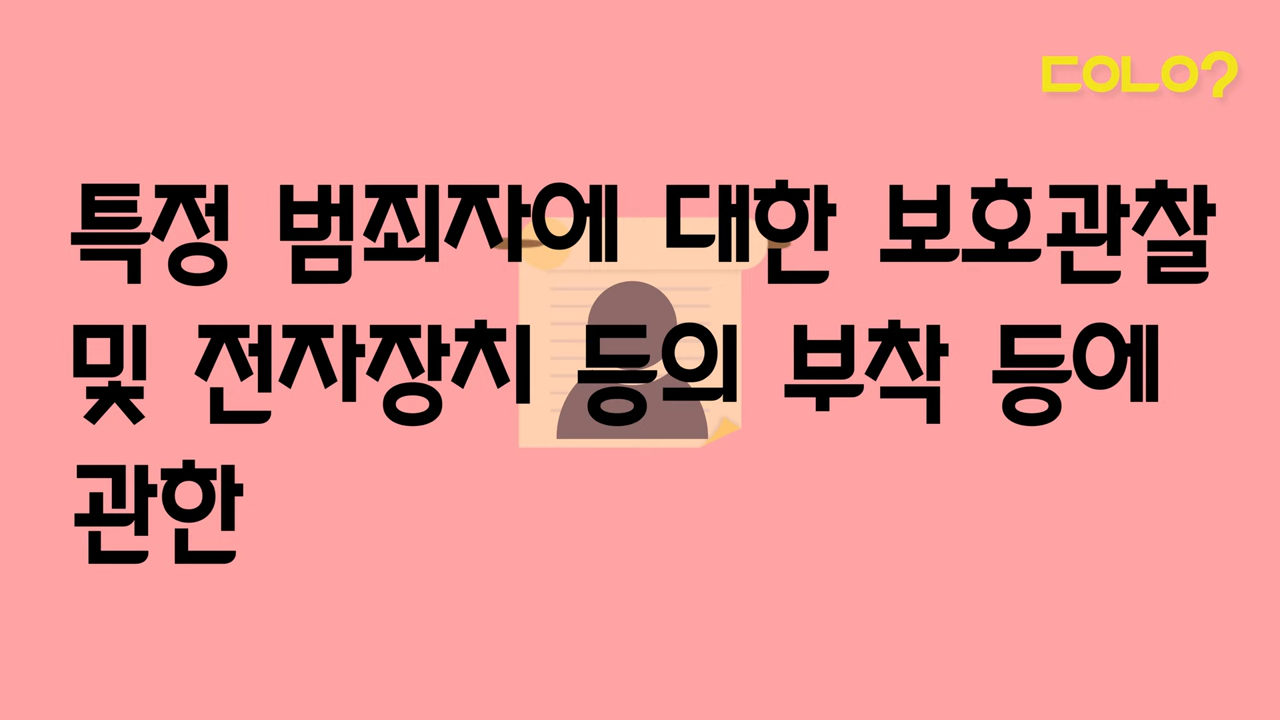 ㄷㅇㄴㅇ?
특정 범죄자에 대한 보호관찰
및 전자장치 등의 부착 등에
관한